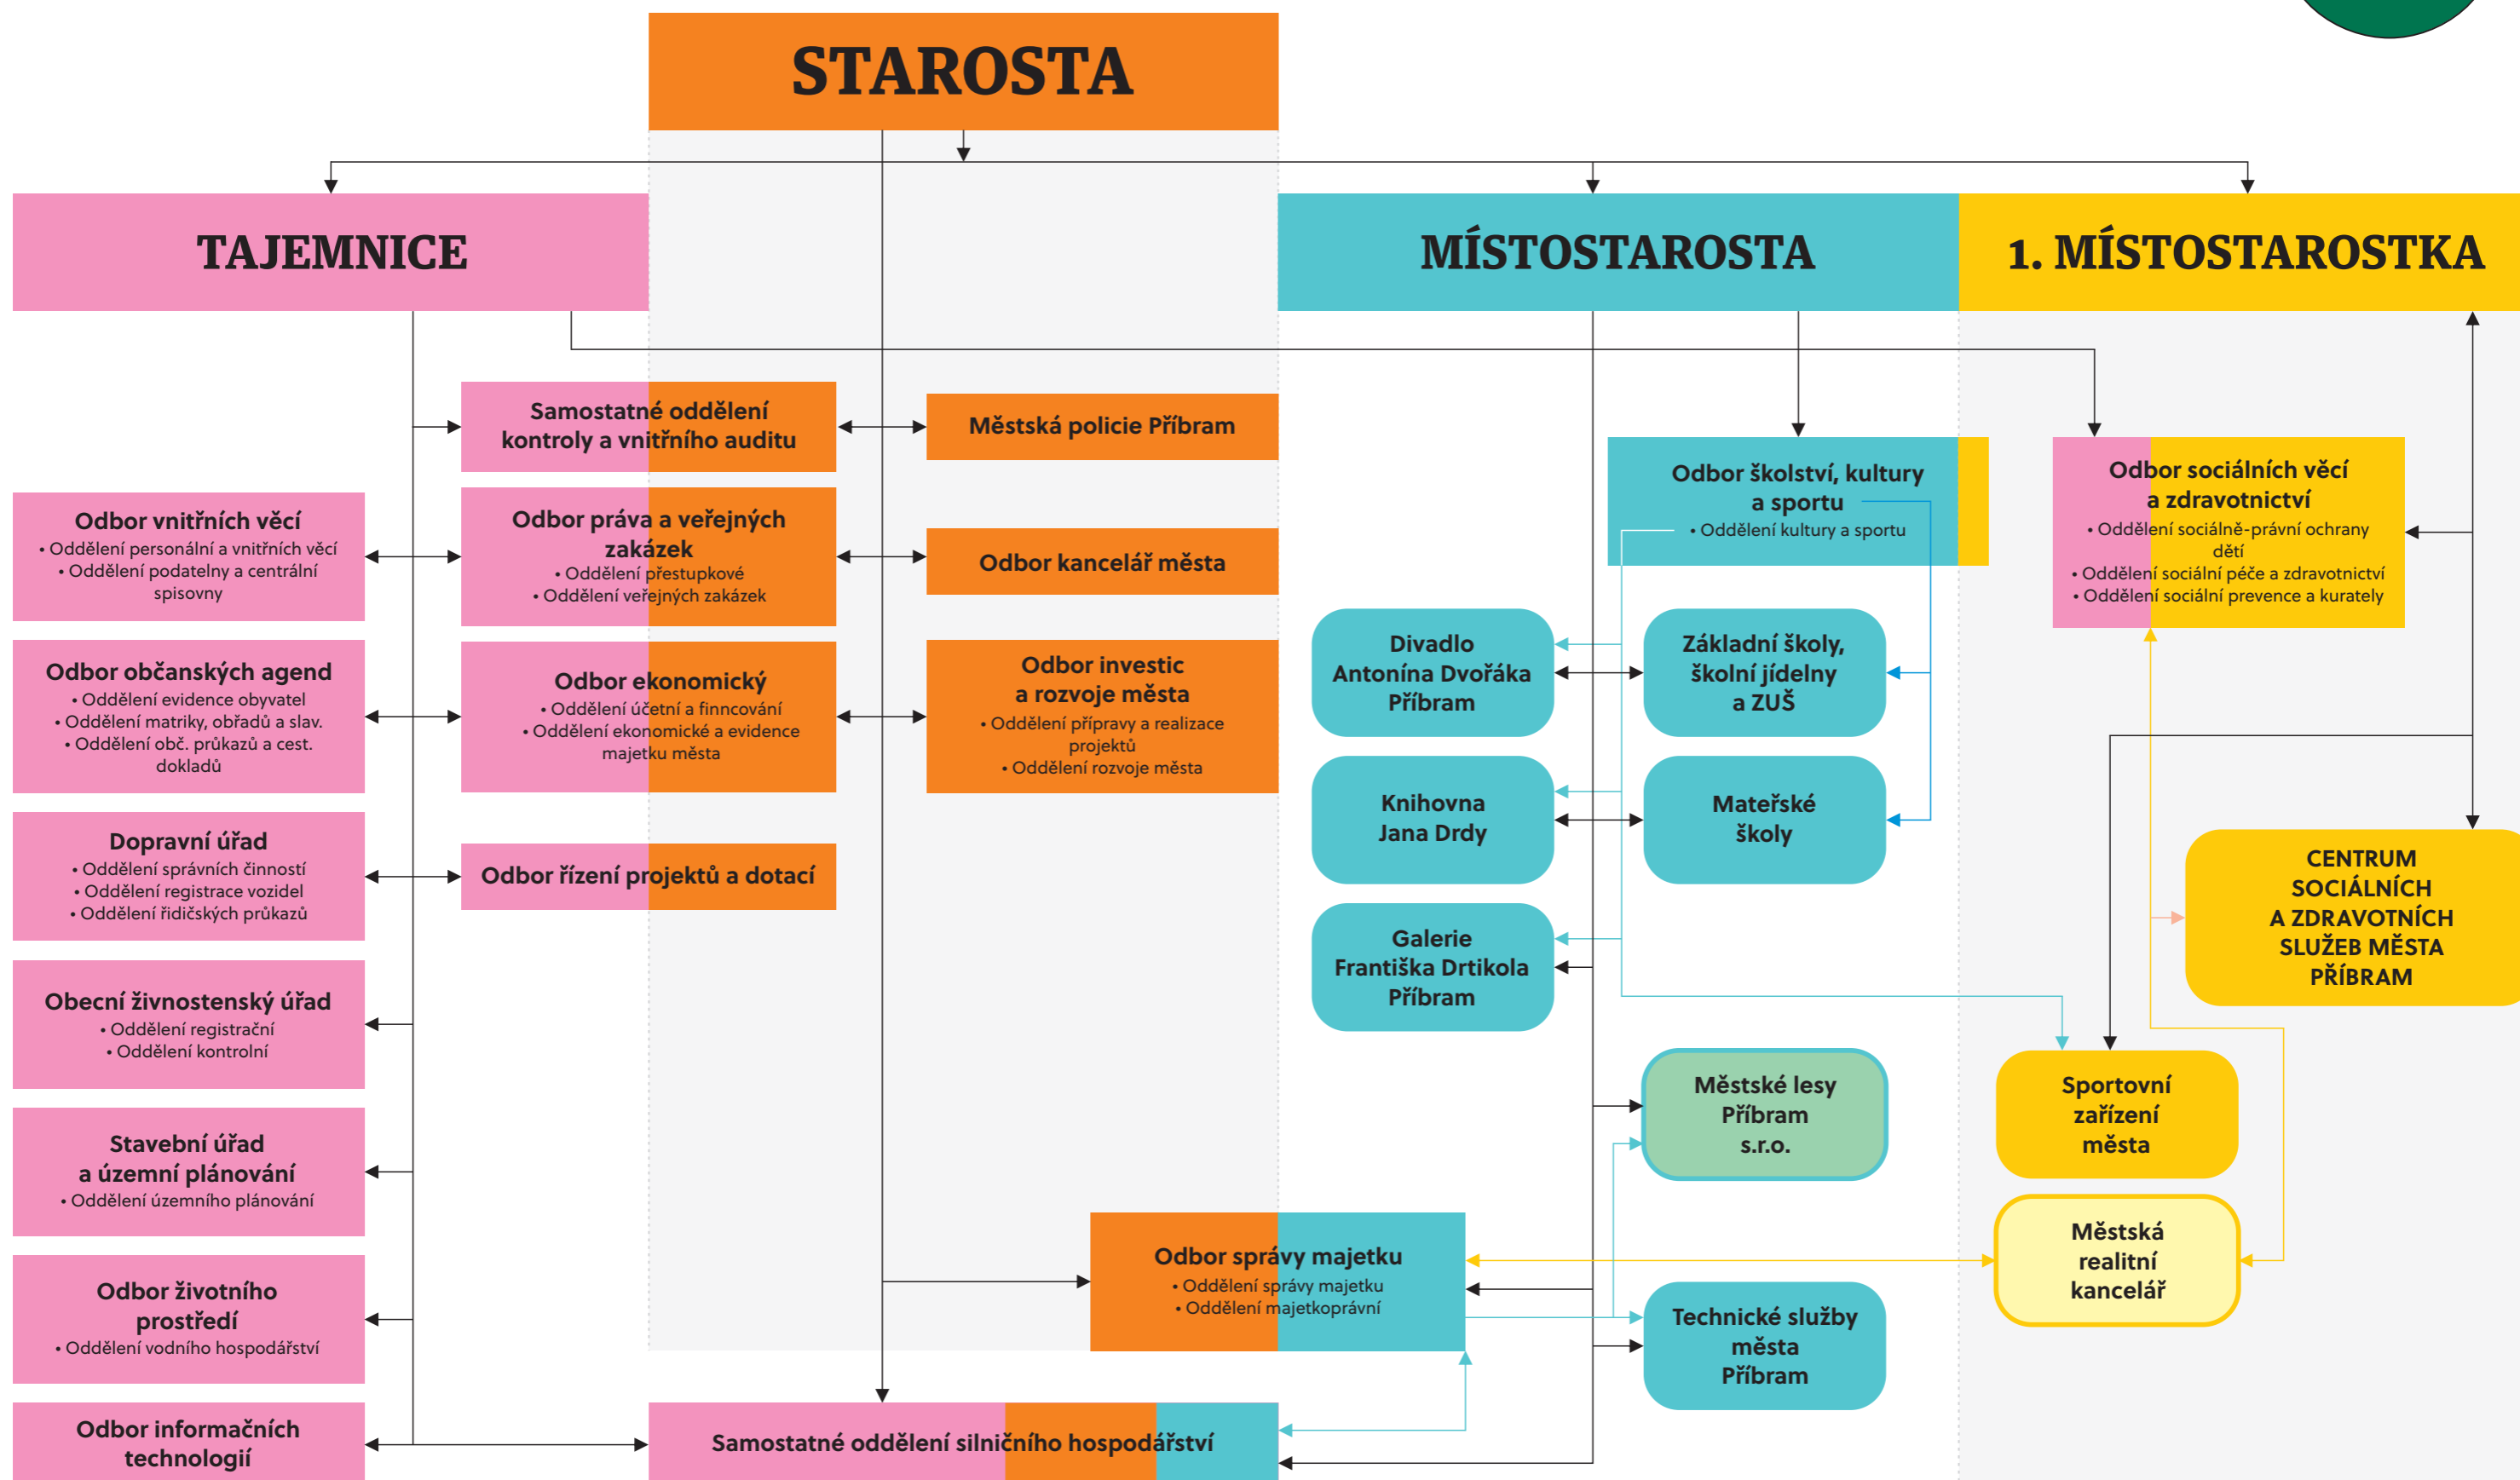 STAROSTA
TAJEMNICE
MÍSTOSTAROSTA
1. MÍSTOSTAROSTKA
Samostatné oddělení
kontroly a vnitřního auditu
Městská policie Příbram
Odbor vnitřních věcí
• Oddělení personální a vnitřních věcí
• Oddělení podatelny a centrální
spisovny
Odbor práva a veřejných
zakázek
• Oddělení přestupkové
• Oddělení veřejných zakázek
Odbor kancelář města
Odbor občanských agend
• Oddělení evidence obyvatel
• Oddělení matriky, obřadů a slav.
• Oddělení obč. průkazů a cest.
dokladů
Odbor ekonomický
• Oddělení účetní a finncování
• Oddělení ekonomické a evidence
majetku města
Odbor investic
a rozvoje města
• Oddělení přípravy a realizace
projektů
• Oddělení rozvoje města
Dopravní úřad
• Oddělení správních činností
• Oddělení registrace vozidel
• Oddělení řidičských průkazů
Odbor řízení projektů a dotací
Obecní živnostenský úřad
• Oddělení registrační
• Oddělení kontrolní
Stavební úřad
a územní plánování
• Oddělení územního plánování
Odbor životního
prostředí
• Oddělení vodního hospodářství
Odbor informačních
technologií
Samostatné oddělení silničního hospodářství
Odbor správy majetku
• Oddělení správy majetku
• Oddělení majetkoprávní
Odbor školství, kultury
a sportu
• Oddělení kultury a sportu
Divadlo
Antonína Dvořáka
Příbram
Základní školy,
školní jídelny
a ZUŠ
Knihovna
Jana Drdy
Mateřské
školy
Galerie
Františka Drtikola
Příbram
Městské lesy
Příbram
s.r.o.
Technické služby
města
Příbram
Odbor sociálních věcí
a zdravotnictví
• Oddělení sociálně-právní ochrany
dětí
• Oddělení sociální péče a zdravotnictví
• Oddělení sociální prevence a kurately
CENTRUM
SOCIÁLNÍCH
A ZDRAVOTNÍCH
SLUŽEB MĚSTA
PŘÍBRAM
Sportovní
zařízení
města
Městská
realitní
kancelář